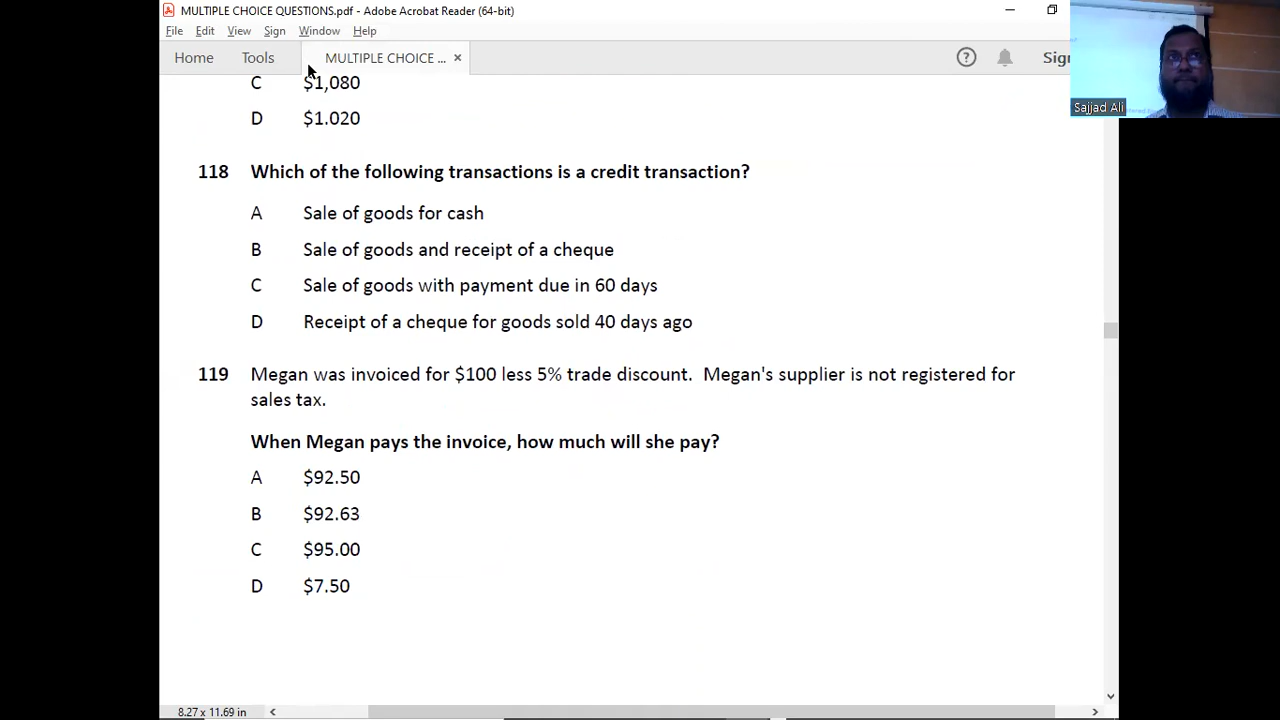 MULTIPLE CHOICE QUESTIONS.pdf - Adobe Acrobat Reader (64-bit)
File Edit View Sign Window Help
Home Tools MULTIPLE CHOICE ... × ? Sign
Sajjad Ali
C $1,080
D $1.020
118 Which of the following transactions is a credit transaction?
A Sale of goods for cash
B Sale of goods and receipt of a cheque
C Sale of goods with payment due in 60 days
D Receipt of a cheque for goods sold 40 days ago
119 Megan was invoiced for $100 less 5% trade discount. Megan's supplier is not registered for
sales tax.
When Megan pays the invoice, how much will she pay?
A $92.50
B $92.63
C $95.00
D $7.50
8.27 x 11.69 in